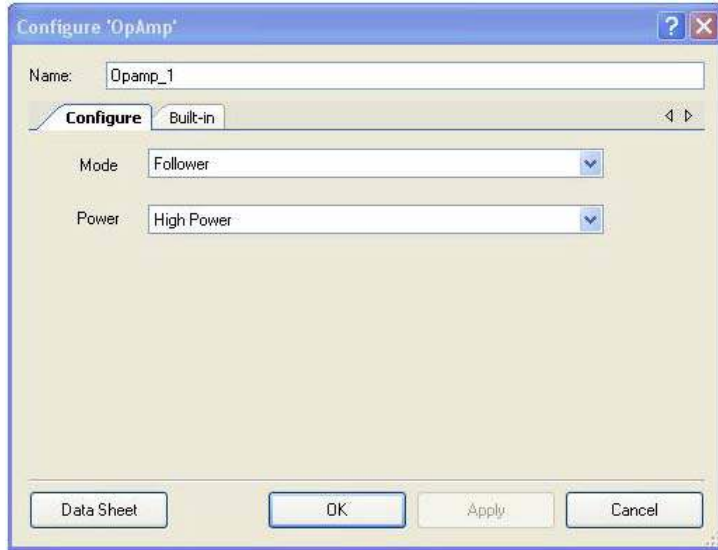 Configure 'OpAmp'
Name: Opamp_1
Configure Built-in
Mode Follower
Power High Power
Data Sheet OK Apply Cancel